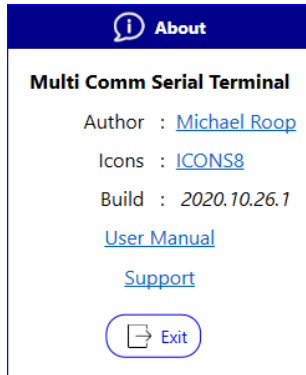 About
Multi Comm Serial Terminal
Author : Michael Roop
Icons : ICONS8
Build : 2020.10.26.1
User Manual
Support
Exit